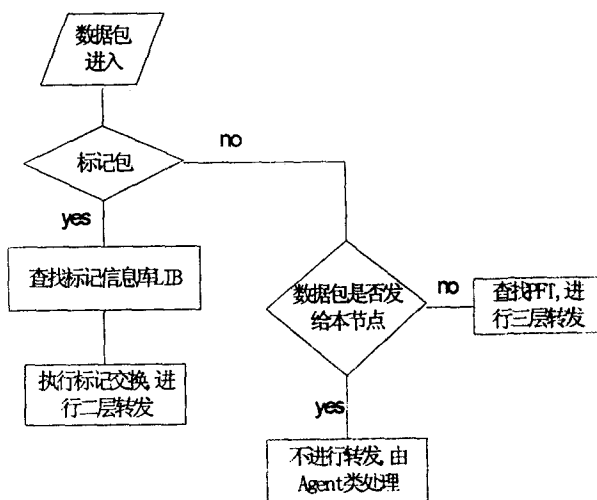 数据包
进入
no
标记包
yes
查找标记信息库LIB
数据包是否发
给本节点
no
查找PFT, 进
行三层转发
执行标记交换, 进
行二层转发
yes
不进行转发, 由
Agent类处理